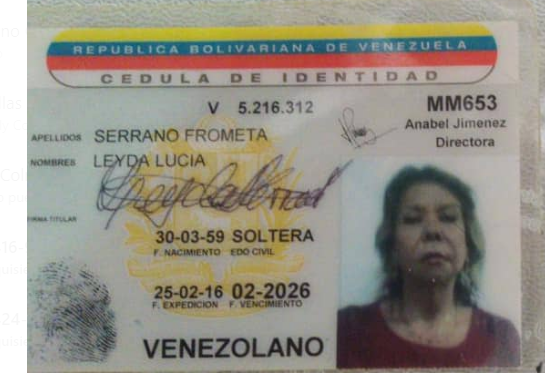 REPUBLICA BOLIVARIANA DE VENEZUELA
CEDULA DE IDENTIDAD
V 5.216.312
MM653
Anabel Jimenez
Directora
APELLIDOS SERRANO FROMETA
NOMBRES LEYDA LUCIA
FIRMA TITULAR
30-03-59 SOLTERA
F. NACIMIENTO EDO CIVIL
25-02-16 02-2026
F. EXPEDICION F. VENCIMIENTO
VENEZOLANO